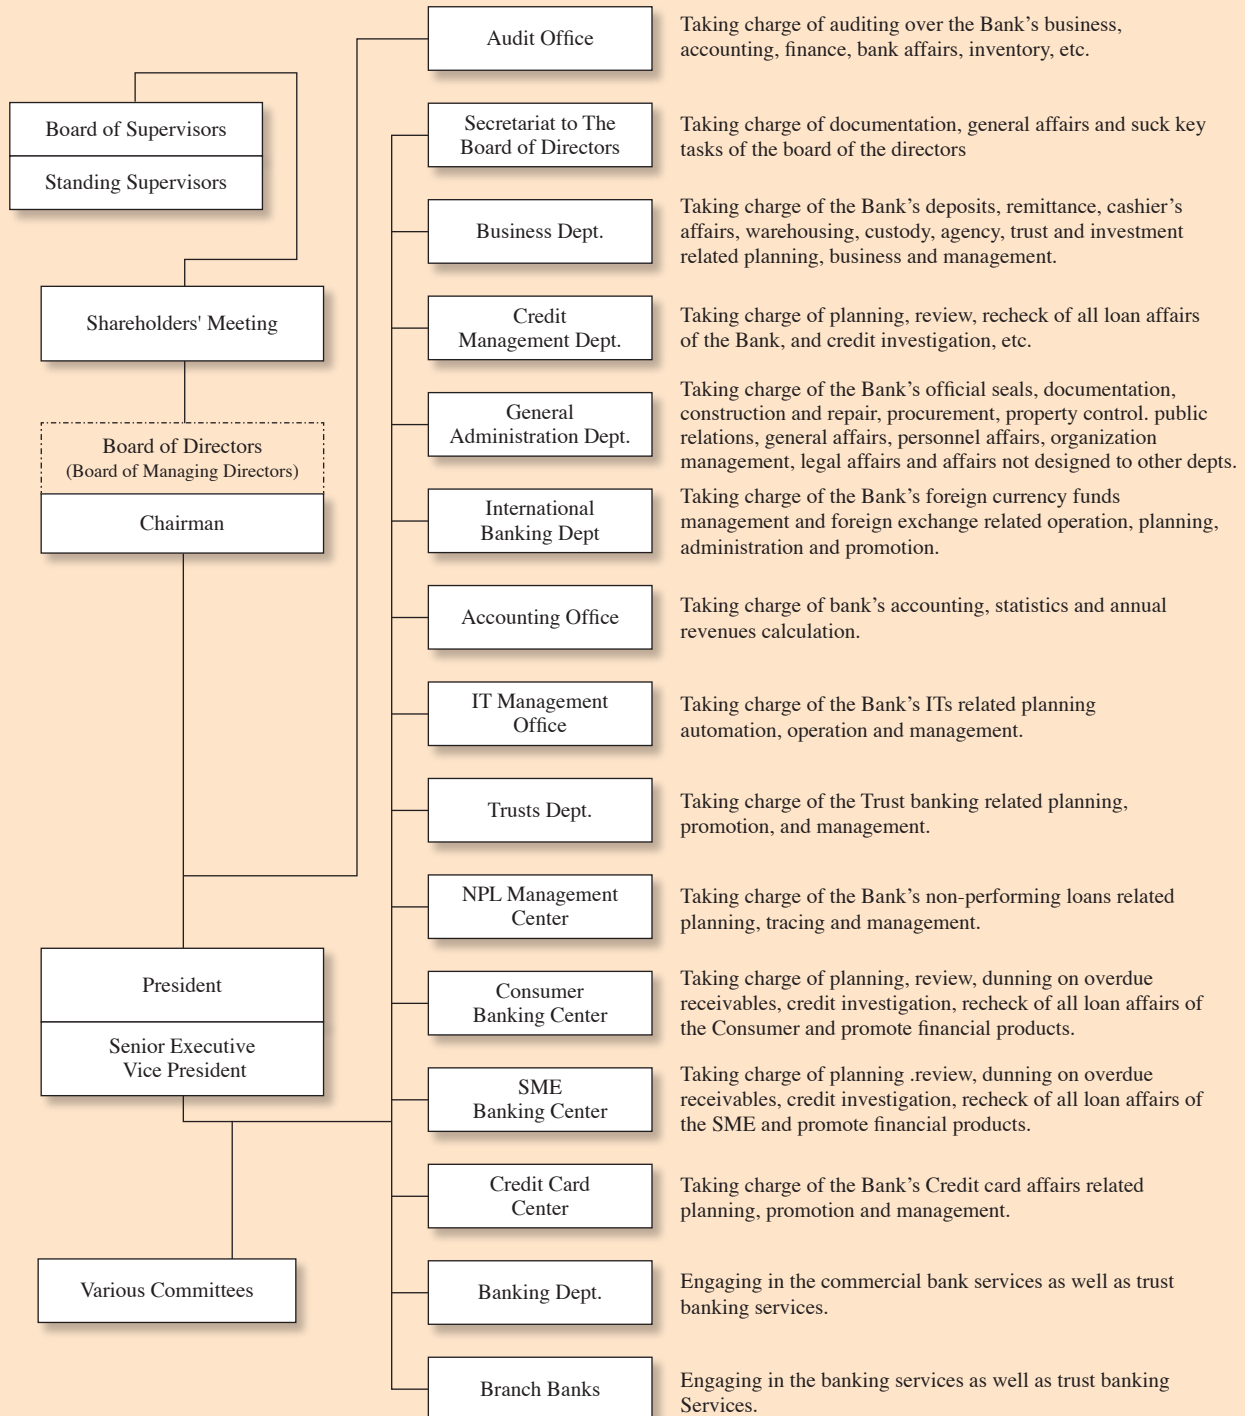 Audit Office
Taking charge of auditing over the Bank’s business,
accounting, finance, bank affairs, inventory, etc.
Board of Supervisors
Standing Supervisors
Secretariat to The
Board of Directors
Taking charge of documentation, general affairs and suck key
tasks of the board of the directors
Business Dept.
Taking charge of the Bank’s deposits, remittance, cashier’s
affairs, warehousing, custody, agency, trust and investment
related planning, business and management.
Shareholders' Meeting
Credit
Management Dept.
Taking charge of planning, review, recheck of all loan affairs
of the Bank, and credit investigation, etc.
Board of Directors
(Board of Managing Directors)
Chairman
General
Administration Dept.
Taking charge of the Bank’s official seals, documentation,
construction and repair, procurement, property control. public
relations, general affairs, personnel affairs, organization
management, legal affairs and affairs not designed to other depts.
International
Banking Dept
Taking charge of the Bank’s foreign currency funds
management and foreign exchange related operation, planning,
administration and promotion.
Accounting Office
Taking charge of bank’s accounting, statistics and annual
revenues calculation.
IT Management
Office
Taking charge of the Bank’s ITs related planning
automation, operation and management.
Trusts Dept.
Taking charge of the Trust banking related planning,
promotion, and management.
NPL Management
Center
Taking charge of the Bank’s non-performing loans related
planning, tracing and management.
President
Senior Executive
Vice President
Consumer
Banking Center
Taking charge of planning, review, dunning on overdue
receivables, credit investigation, recheck of all loan affairs of
the Consumer and promote financial products.
SME
Banking Center
Taking charge of planning .review, dunning on overdue
receivables, credit investigation, recheck of all loan affairs of
the SME and promote financial products.
Credit Card
Center
Taking charge of the Bank’s Credit card affairs related
planning, promotion and management.
Various Committees
Banking Dept.
Engaging in the commercial bank services as well as trust
banking services.
Branch Banks
Engaging in the banking services as well as trust banking
Services.